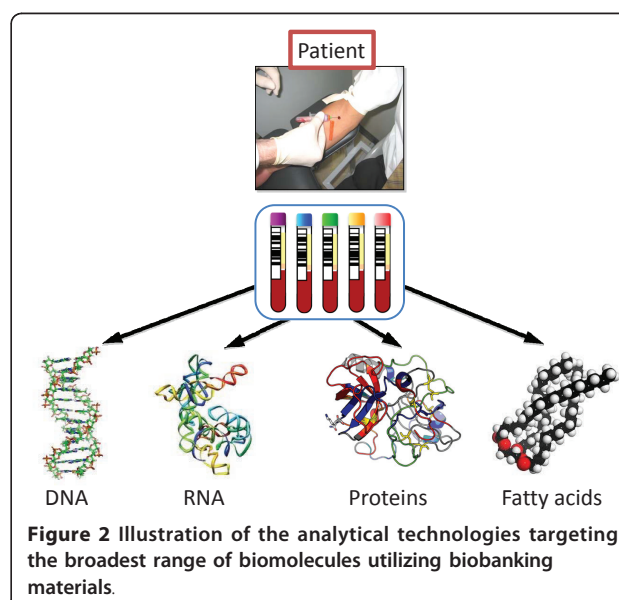 Patient
DNA
RNA
Proteins
Fatty acids
Figure 2 Illustration of the analytical technologies targeting
the broadest range of biomolecules utilizing biobanking
materials.